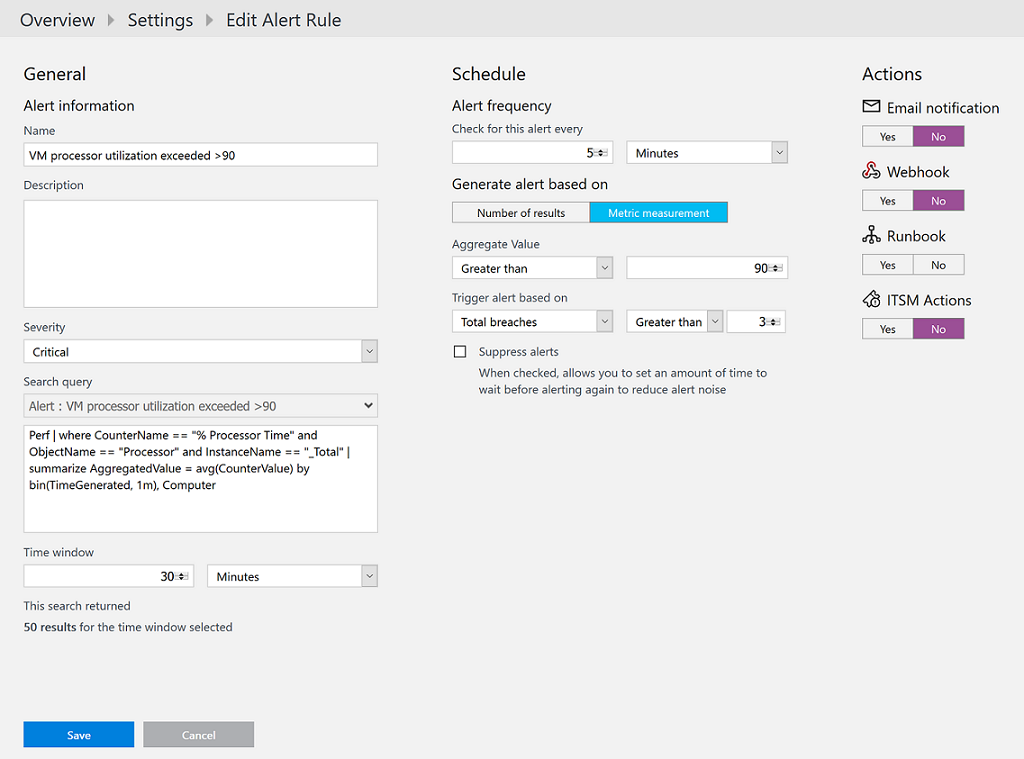 Overview Settings Edit Alert Rule
General
Alert information
Name
VM processor utilization exceeded >90
Description
Severity
Critical
Search query
Alert : VM processor utilization exceeded >90
Perf | where CounterName == "% Processor Time" and
ObjectName == "Processor" and InstanceName == "_Total" |
summarize AggregatedValue = avg(CounterValue) by
bin(TimeGenerated, 1m), Computer
Time window
30 Minutes
This search returned
50 results for the time window selected
Save Cancel
Schedule
Alert frequency
Check for this alert every
5 Minutes
Generate alert based on
Number of results Metric measurement
Aggregate Value
Greater than 90
Trigger alert based on
Total breaches Greater than 3
Suppress alerts
When checked, allows you to set an amount of time to
wait before alerting again to reduce alert noise
Actions
Email notification
Yes No
Webhook
Yes No
Runbook
Yes No
ITSM Actions
Yes No